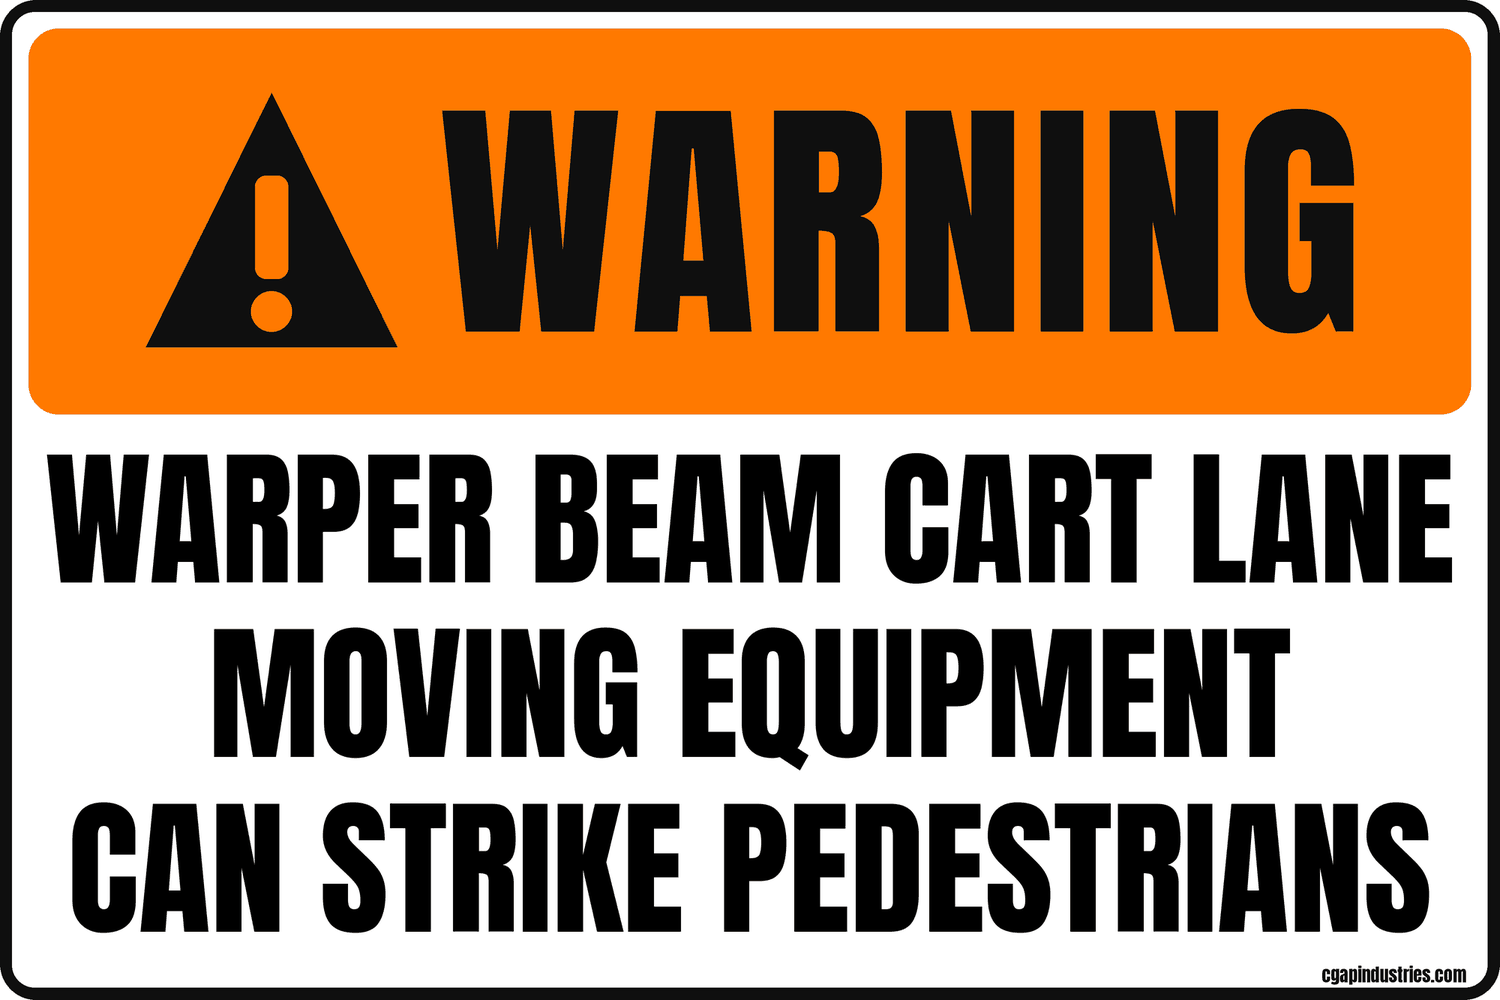 WARNING
WARPER BEAM CART LANE
MOVING EQUIPMENT
CAN STRIKE PEDESTRIANS
cgapindustries.com